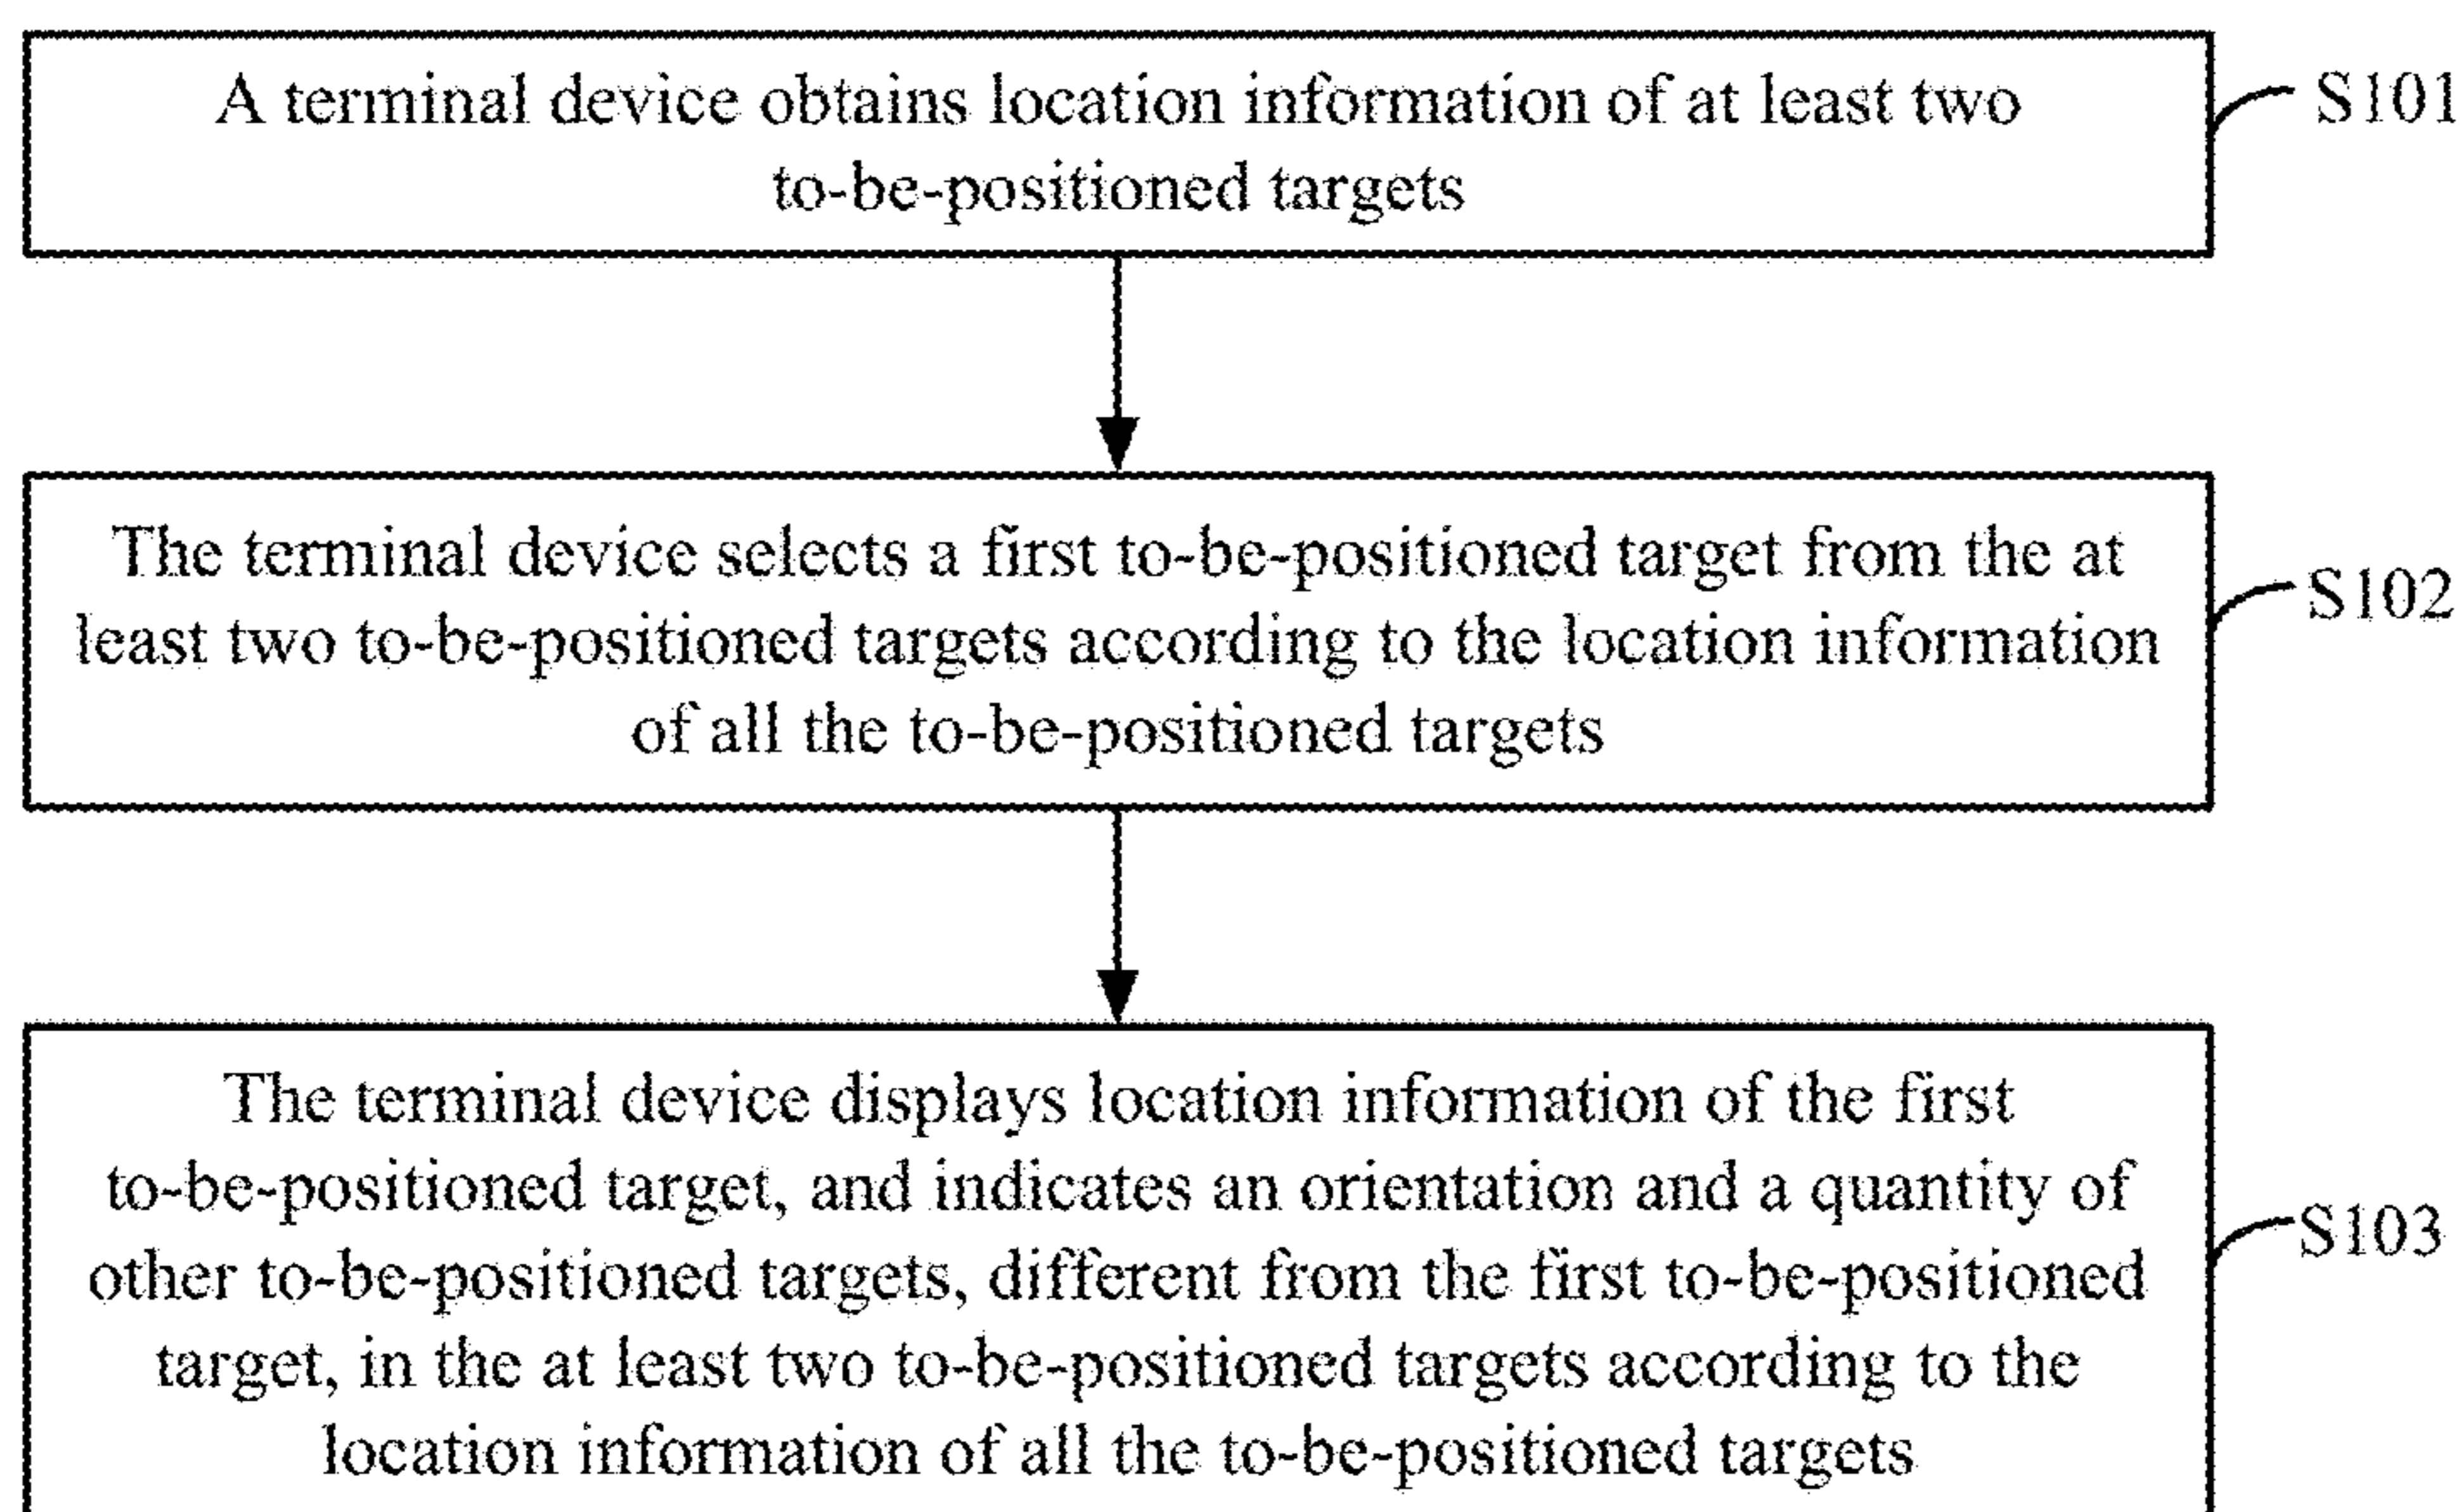 A terminal device obtains location information of at least two
to-be-positioned targets
S101
The terminal device selects a first to-be-positioned target from the at
least two to-be-positioned targets according to the location information
of all the to-be-positioned targets
S102
The terminal device displays location information of the first
to-be-positioned target, and indicates an orientation and a quantity of
other to-be-positioned targets, different from the first to-be-positioned
target, in the at least two to-be-positioned targets according to the
location information of all the to-be-positioned targets
S103